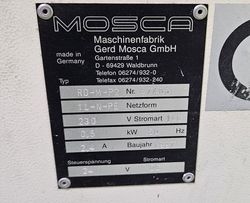 MOSCA
Maschinenfabrik
Gerd Mosca GmbH
made in Germany
Gartenstraße 1
D - 69429 Waldbrunn
Telefon 06274/932-0
Telefax 06274/932-240
Typ Nr.
Netzform
230 V Stromart
0,5 kW Hz
A Baujahr
Steuerspannung Stromart
24 V